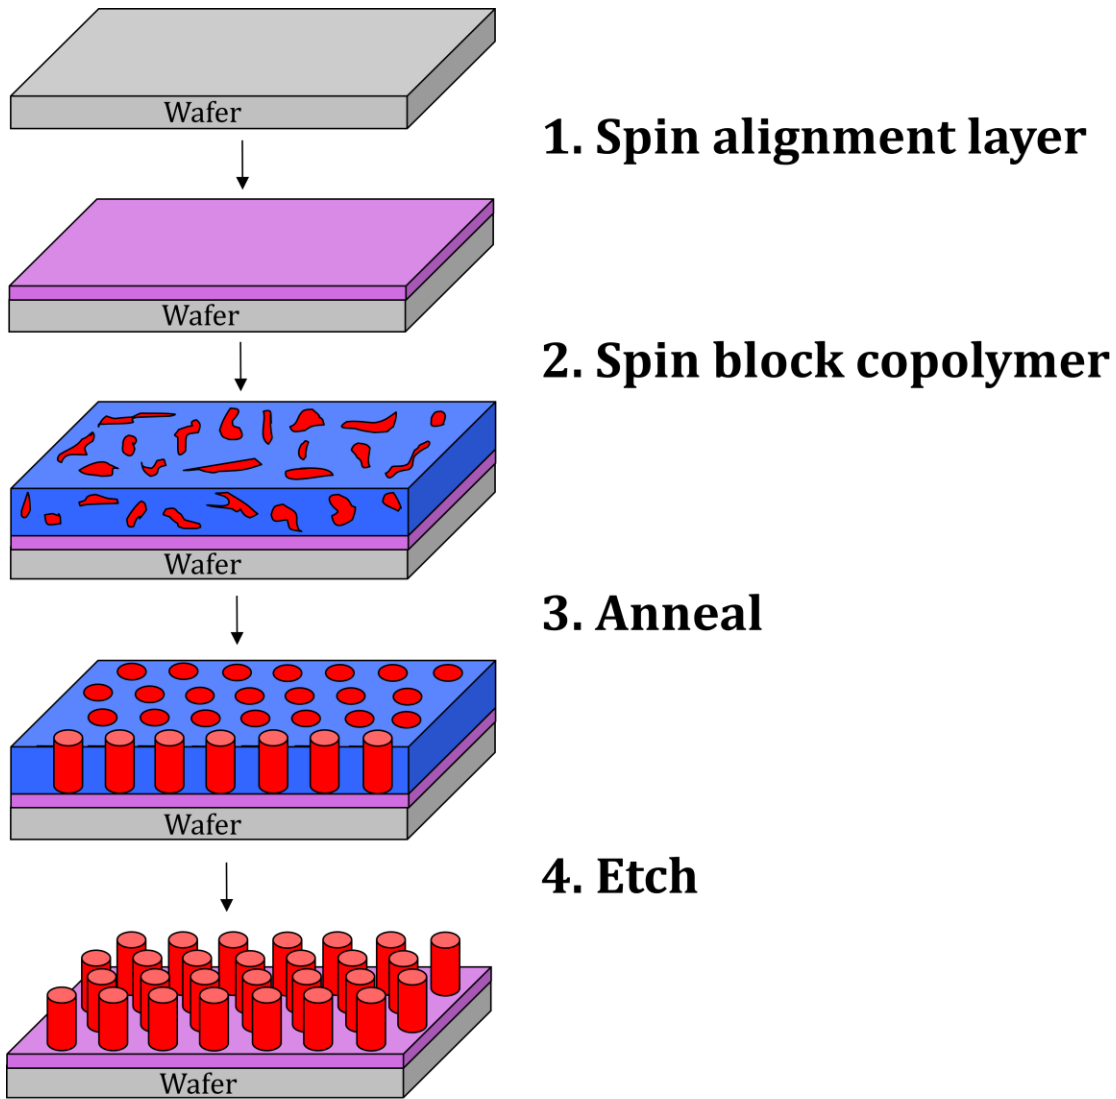 Wafer
1. Spin alignment layer
Wafer
2. Spin block copolymer
Wafer
3. Anneal
Wafer
4. Etch
Wafer